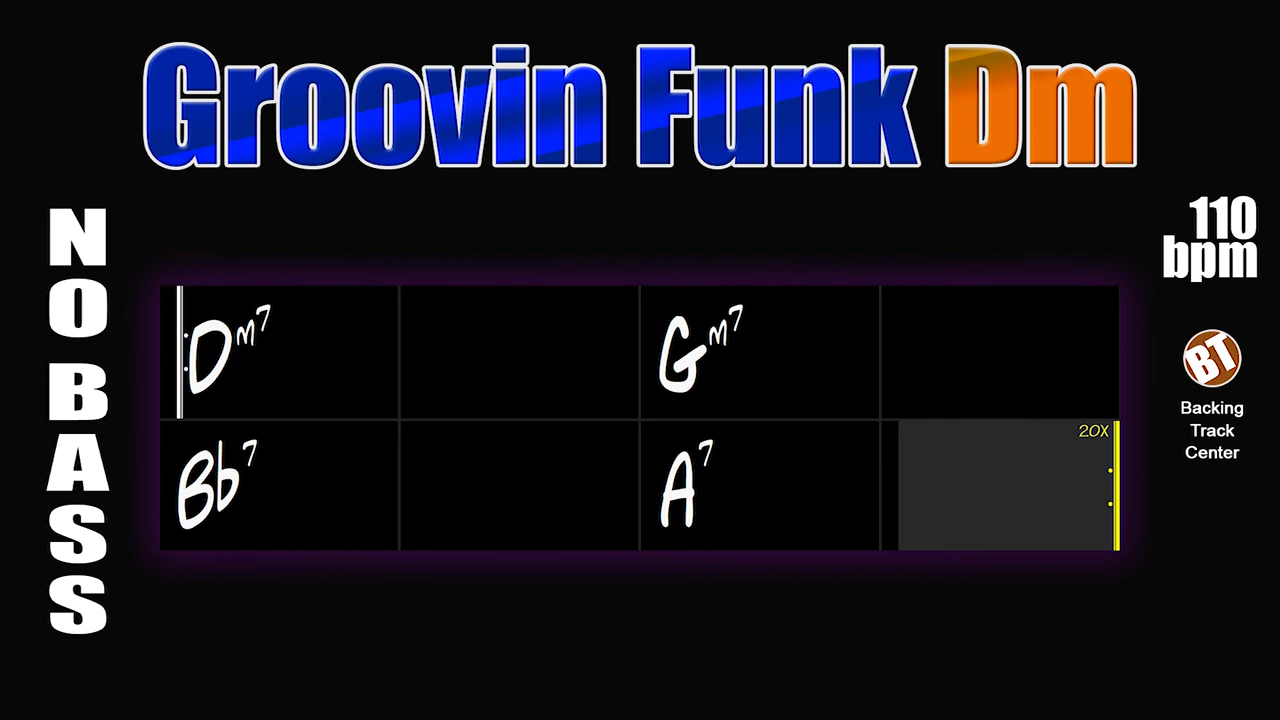 Groovin Funk Dm
NO BASS
110
bpm
Dm7
Gm7
Bb7
A7
20X
BT
Backing
Track
Center